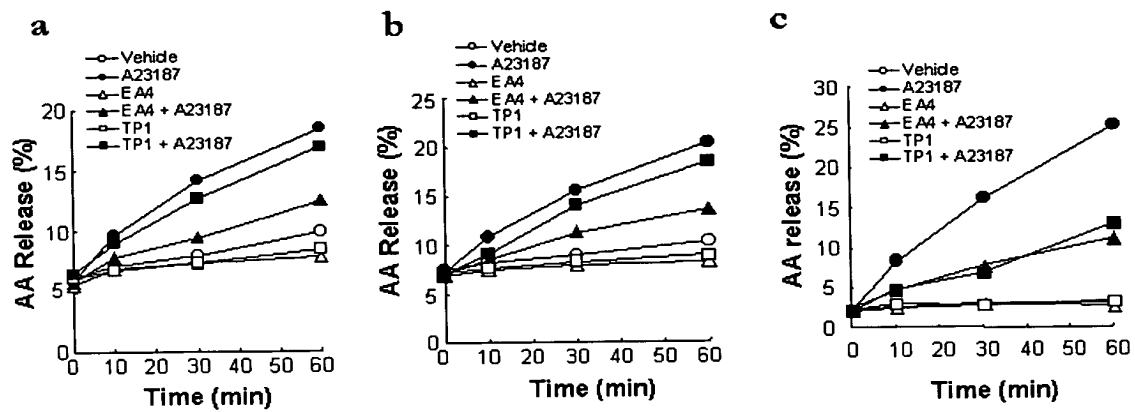 a
Vehicle
A23187
EA4
EA4 + A23187
TP1
TP1 + A23187
20
15
10
5
0
AA Release (%)
0 10 20 30 40 50 60
Time (min)
b
Vehicle
A23187
EA4
EA4 + A23187
TP1
TP1 + A23187
25
20
15
10
5
0
AA Release (%)
0 10 20 30 40 50 60
Time (min)
c
Vehicle
A23187
EA4
EA4 + A23187
TP1
TP1 + A23187
30
25
20
15
10
5
0
AA release (%)
0 10 20 30 40 50 60
Time (min)